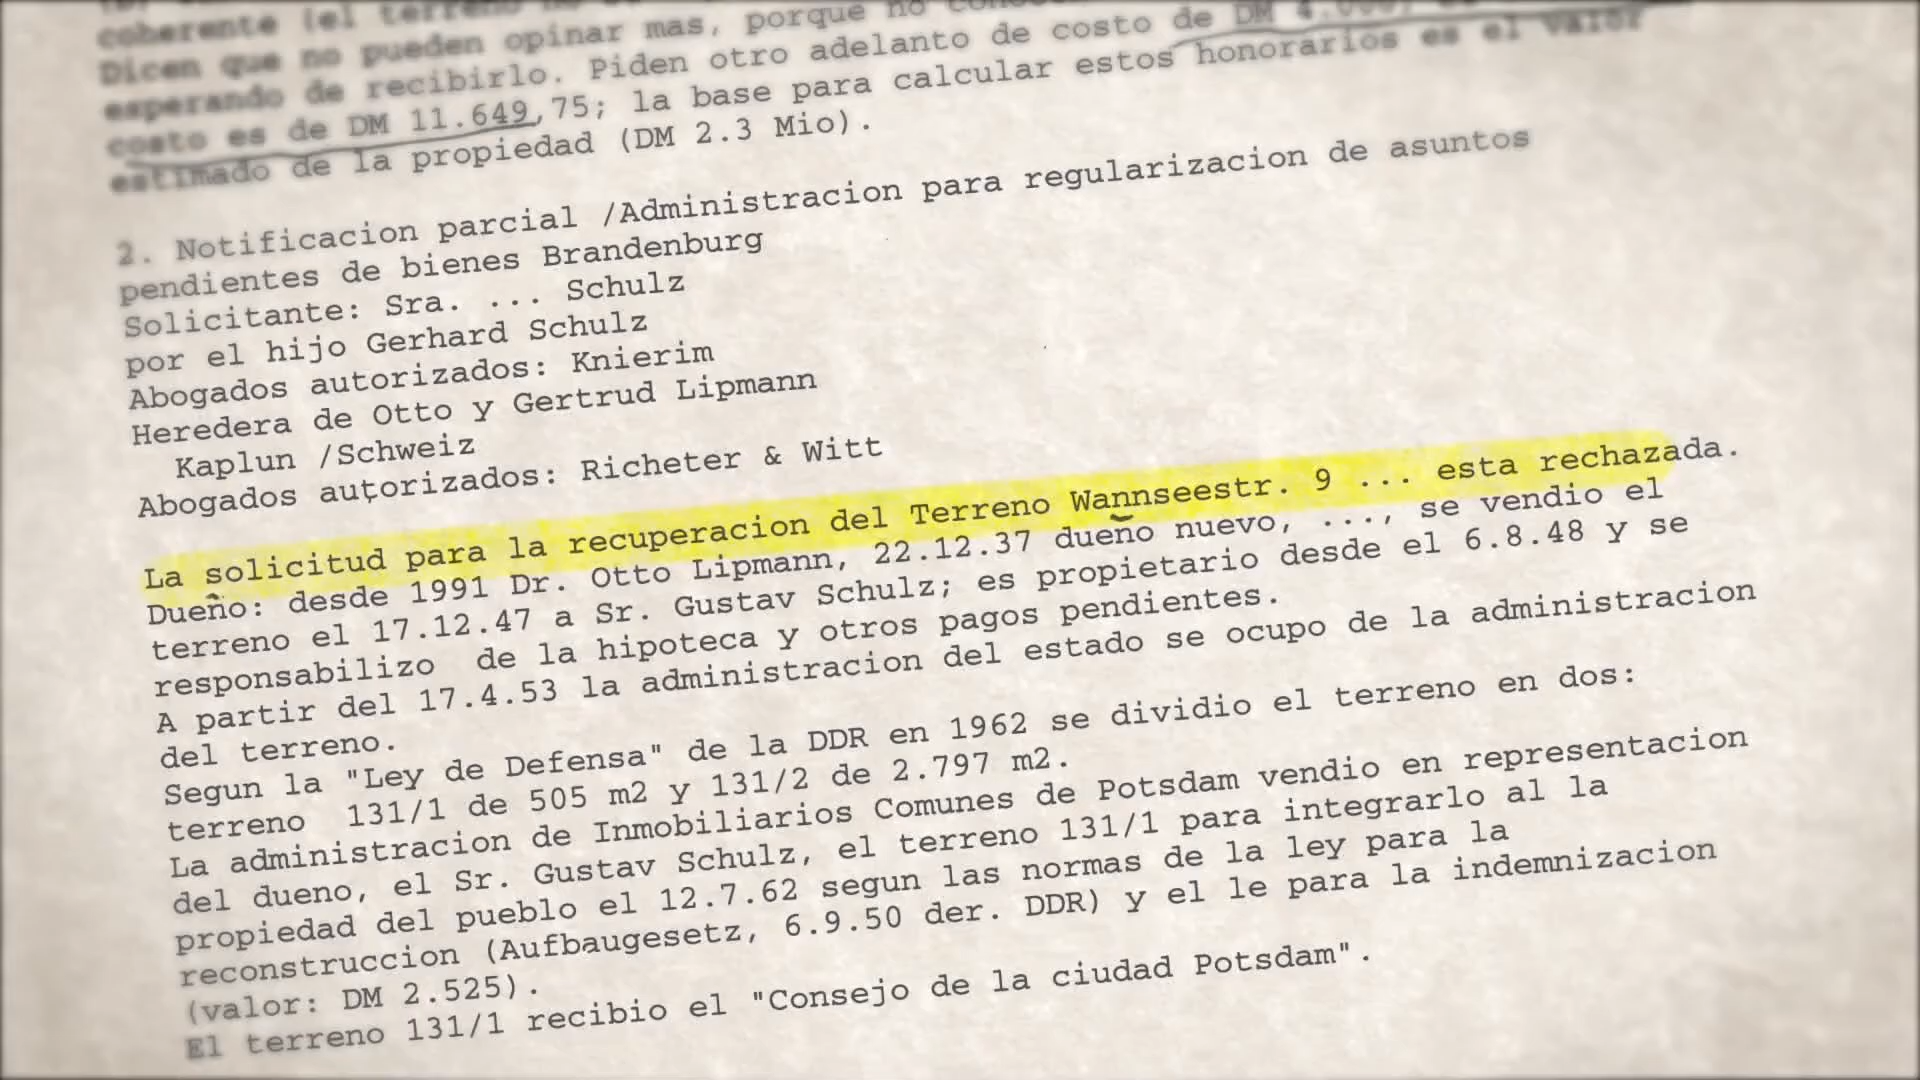 coherente (el terreno no
Dicen que no pueden opinar mas, porque no
esperando de recibirlo. Piden otro adelanto de costo de DM 4.000,
costo es de DM 11.649,75; la base para calcular estos honorarios es el valor
estimado de la propiedad (DM 2.3 Mio).
2. Notificacion parcial /Administracion para regularizacion de asuntos
pendientes de bienes Brandenburg
Solicitante: Sra. ... Schulz
por el hijo Gerhard Schulz
Abogados autorizados: Knierim
Heredera de Otto y Gertrud Lipmann
Kaplun /Schweiz
Abogados autorizados: Richeter & Witt
La solicitud para la recuperacion del Terreno Wannseestr. 9 ... esta rechazada.
Dueño: desde 1991 Dr. Otto Lipmann, 22.12.37 dueño nuevo, ..., se vendio el
terreno el 17.12.47 a Sr. Gustav Schulz; es propietario desde el 6.8.48 y se
responsabilizo de la hipoteca y otros pagos pendientes.
A partir del 17.4.53 la administracion del estado se ocupo de la administracion
del terreno.
Segun la "Ley de Defensa" de la DDR en 1962 se dividio el terreno en dos:
terreno 131/1 de 505 m2 y 131/2 de 2.797 m2.
La administracion de Inmobiliarios Comunes de Potsdam vendio en representacion
del dueno, el Sr. Gustav Schulz, el terreno 131/1 para integrarlo al la
propiedad del pueblo el 12.7.62 segun las normas de la ley para la
reconstruccion (Aufbaugesetz, 6.9.50 der. DDR) y el le para la indemnizacion
(valor: DM 2.525).
El terreno 131/1 recibio el "Consejo de la ciudad Potsdam".